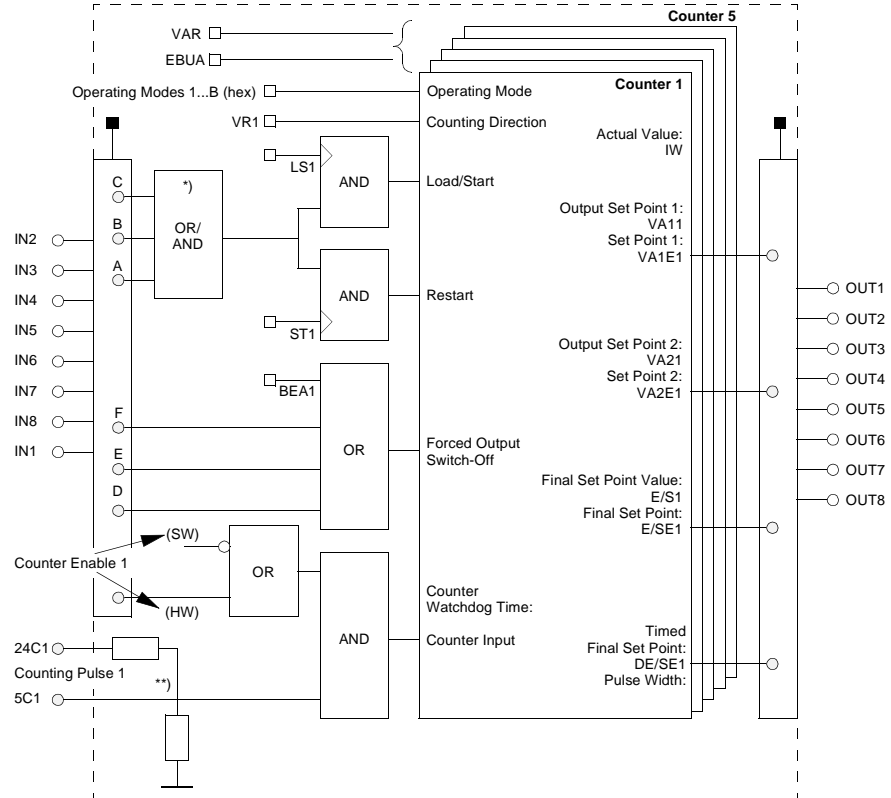 Counter 5
VAR
EBUA
Operating Modes 1...B (hex)
Operating Mode
Counter 1
VR1
Counting Direction
Actual Value:
IW
LS1
AND
Load/Start
C
*)
B
OR/
AND
A
Output Set Point 1:
VA11
Set Point 1:
VA1E1
IN2
IN3
IN4
IN5
IN6
IN7
IN8
IN1
AND
Restart
ST1
OUT1
OUT2
OUT3
OUT4
OUT5
OUT6
OUT7
OUT8
Output Set Point 2:
VA21
Set Point 2:
VA2E1
BEA1
F
E
D
OR
Forced Output
Switch-Off
Final Set Point Value:
E/S1
Final Set Point:
E/SE1
(SW)
Counter Enable 1
OR
(HW)
Counter
Watchdog Time:
AND
Counter Input
24C1
Counting Pulse 1
**)
5C1
Timed
Final Set Point:
DE/SE1
Pulse Width: